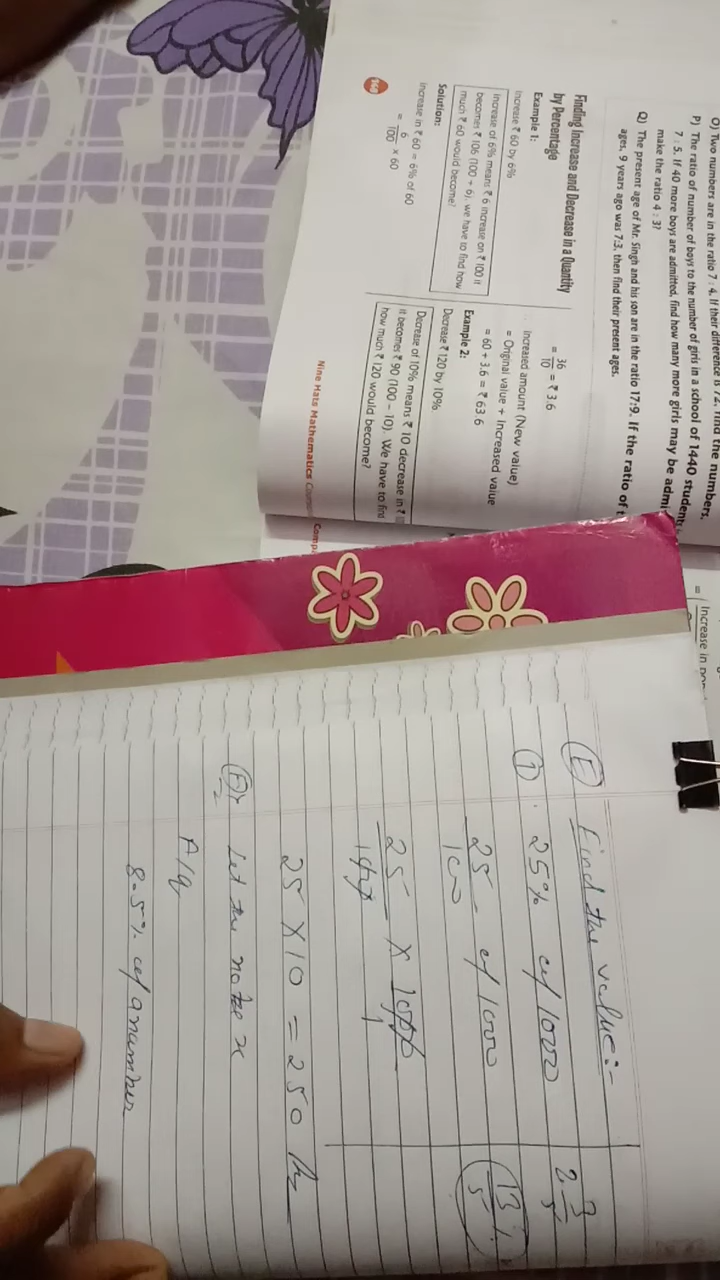 O) Two numbers are in the ratio 7 : 4. If their difference is 72, find the numbers.
P) The ratio of number of boys to the number of girls in a school of 1440 students
7 : 5. If 40 more boys are admitted, find how many more girls may be admi
make the ratio 4 : 3?
Q) The present age of Mr. Singh and his son are in the ratio 17:9. If the ratio of t
ages, 9 years ago was 7:3, then find their present ages.
Finding Increase and Decrease in a Quantity
by Percentage
Example 1:
Increase ₹ 60 by 6%
Increase of 6% means ₹ 6 increase on ₹ 100 it
becomes ₹ 106 (100 + 6). we have to find how
much ₹ 60 would become?
Solution:
Increase in ₹ 60 = 6% of 60
= 6/100 × 60
= 36/10 = ₹ 3.6
Increased amount (New value)
= Original value + Increased value
= 60 + 3.6 = ₹ 63.6
Example 2:
Decrease ₹ 120 by 10%
Decrease of 10% means ₹ 10 decrease in ₹
it becomes ₹ 90 (100 – 10). We have to find
how much ₹ 120 would become?
Nine Hats Mathematics
= Increase in
(E) Find the value:-
(1) 25% of 1000
25/100 of 1000
25/100 × 1000/1
25 × 10 = 250
Let the no be x
A/q,
8.5% of a number
2 3/5
13/5